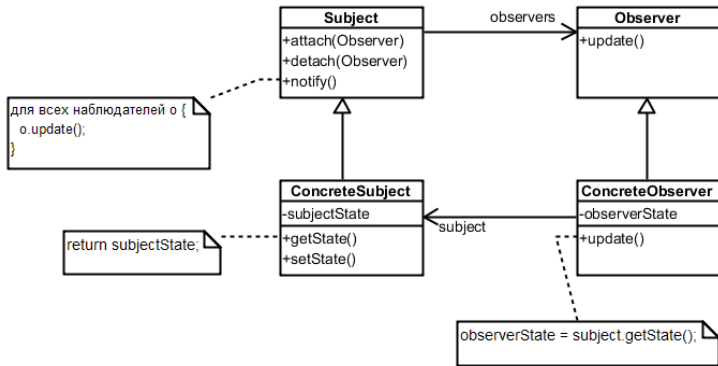 Subject
+attach(Observer)
+detach(Observer)
+notify()
observers
Observer
+update()
для всех наблюдателей o {
o.update();
}
ConcreteSubject
-subjectState
+getState()
+setState()
subject
ConcreteObserver
-observerState
+update()
return subjectState;
observerState = subject.getState();